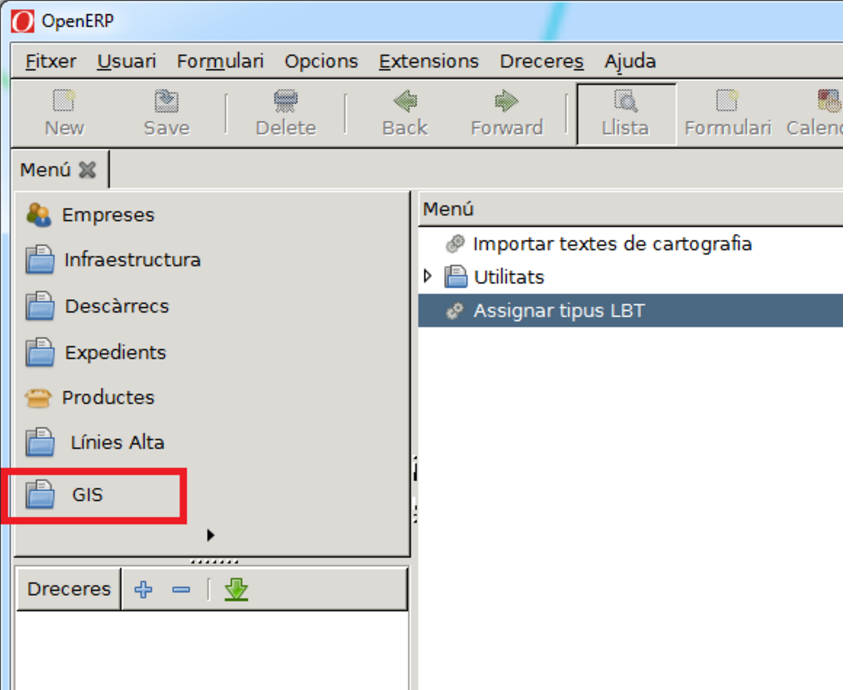 OpenERP
Fitxer Usuari Formulari Opcions Extensions Dreceres Ajuda
New Save Delete Back Forward Llista Formulari
Menú
Empreses
Infraestructura
Descàrrecs
Expedients
Productes
Línies Alta
GIS
Dreceres
Menú
Importar textes de cartografia
Utilitats
Assignar tipus LBT